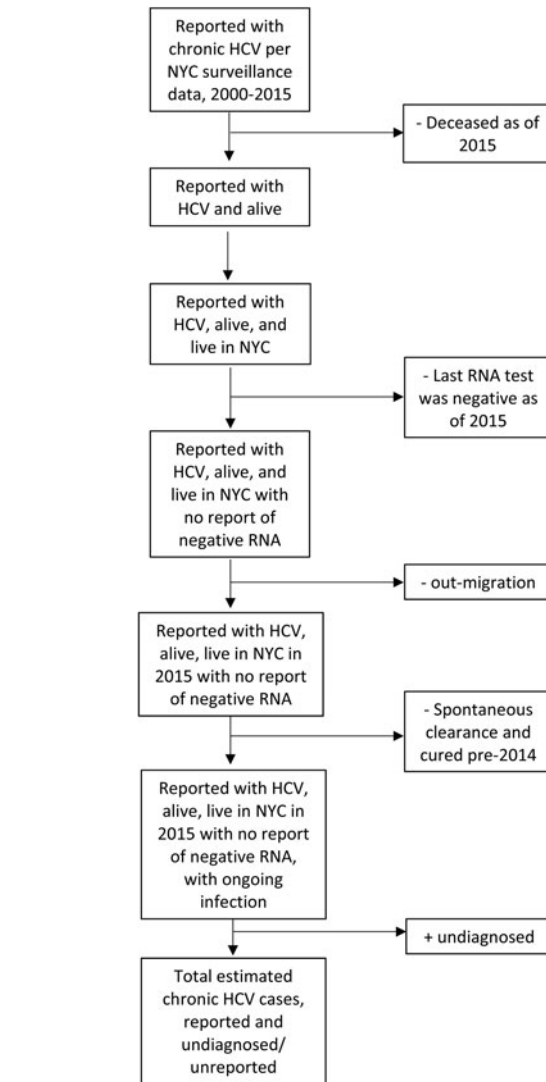 Reported with
chronic HCV per
NYC surveillance
data, 2000-2015
- Deceased as of
2015
Reported with
HCV and alive
Reported with
HCV, alive, and
live in NYC
- Last RNA test
was negative as
of 2015
Reported with
HCV, alive, and
live in NYC with
no report of
negative RNA
- out-migration
Reported with HCV,
alive, live in NYC in
2015 with no report
of negative RNA
- Spontaneous
clearance and
cured pre-2014
Reported with HCV,
alive, live in NYC in
2015 with no report
of negative RNA,
with ongoing
infection
+ undiagnosed
Total estimated
chronic HCV cases,
reported and
undiagnosed/
unreported